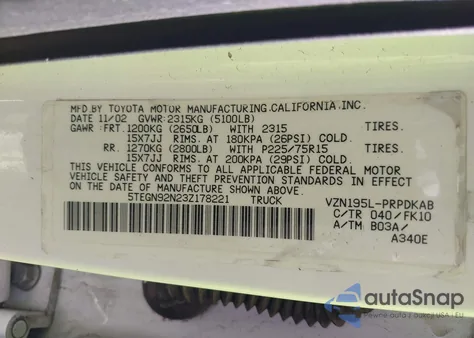 MFD.BY TOYOTA MOTOR MANUFACTURING,CALIFORNIA,INC.
DATE 11/02 GVWR:2315KG (5100LB)
GAWR:FRT.1200KG (2650LB) WITH 2315 TIRES.
15X7JJ RIMS. AT 180KPA (26PSI) COLD.
RR. 1270KG (2800LB) WITH P225/75R15 TIRES.
15X7JJ RIMS. AT 200KPA (29PSI) COLD.
THIS VEHICLE CONFORMS TO ALL APPLICABLE FEDERAL MOTOR
VEHICLE SAFETY AND THEFT PREVENTION STANDARDS IN EFFECT
ON THE DATE OF MANUFACTURE SHOWN ABOVE.
5TEGN92N23Z178221 TRUCK VZN195L-PRPDKAB
C/TR 040/FK10
A/TM B03A/
A340E
autoSnap